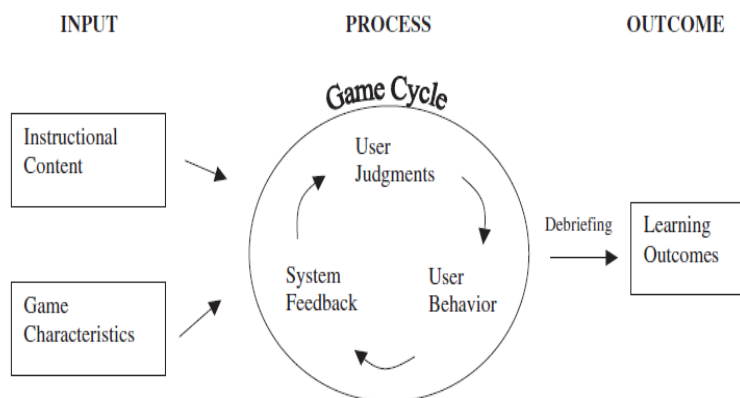 INPUT PROCESS OUTCOME
Game Cycle
Instructional
Content
User
Judgments
Debriefing
Learning
Outcomes
System
Feedback
User
Behavior
Game
Characteristics